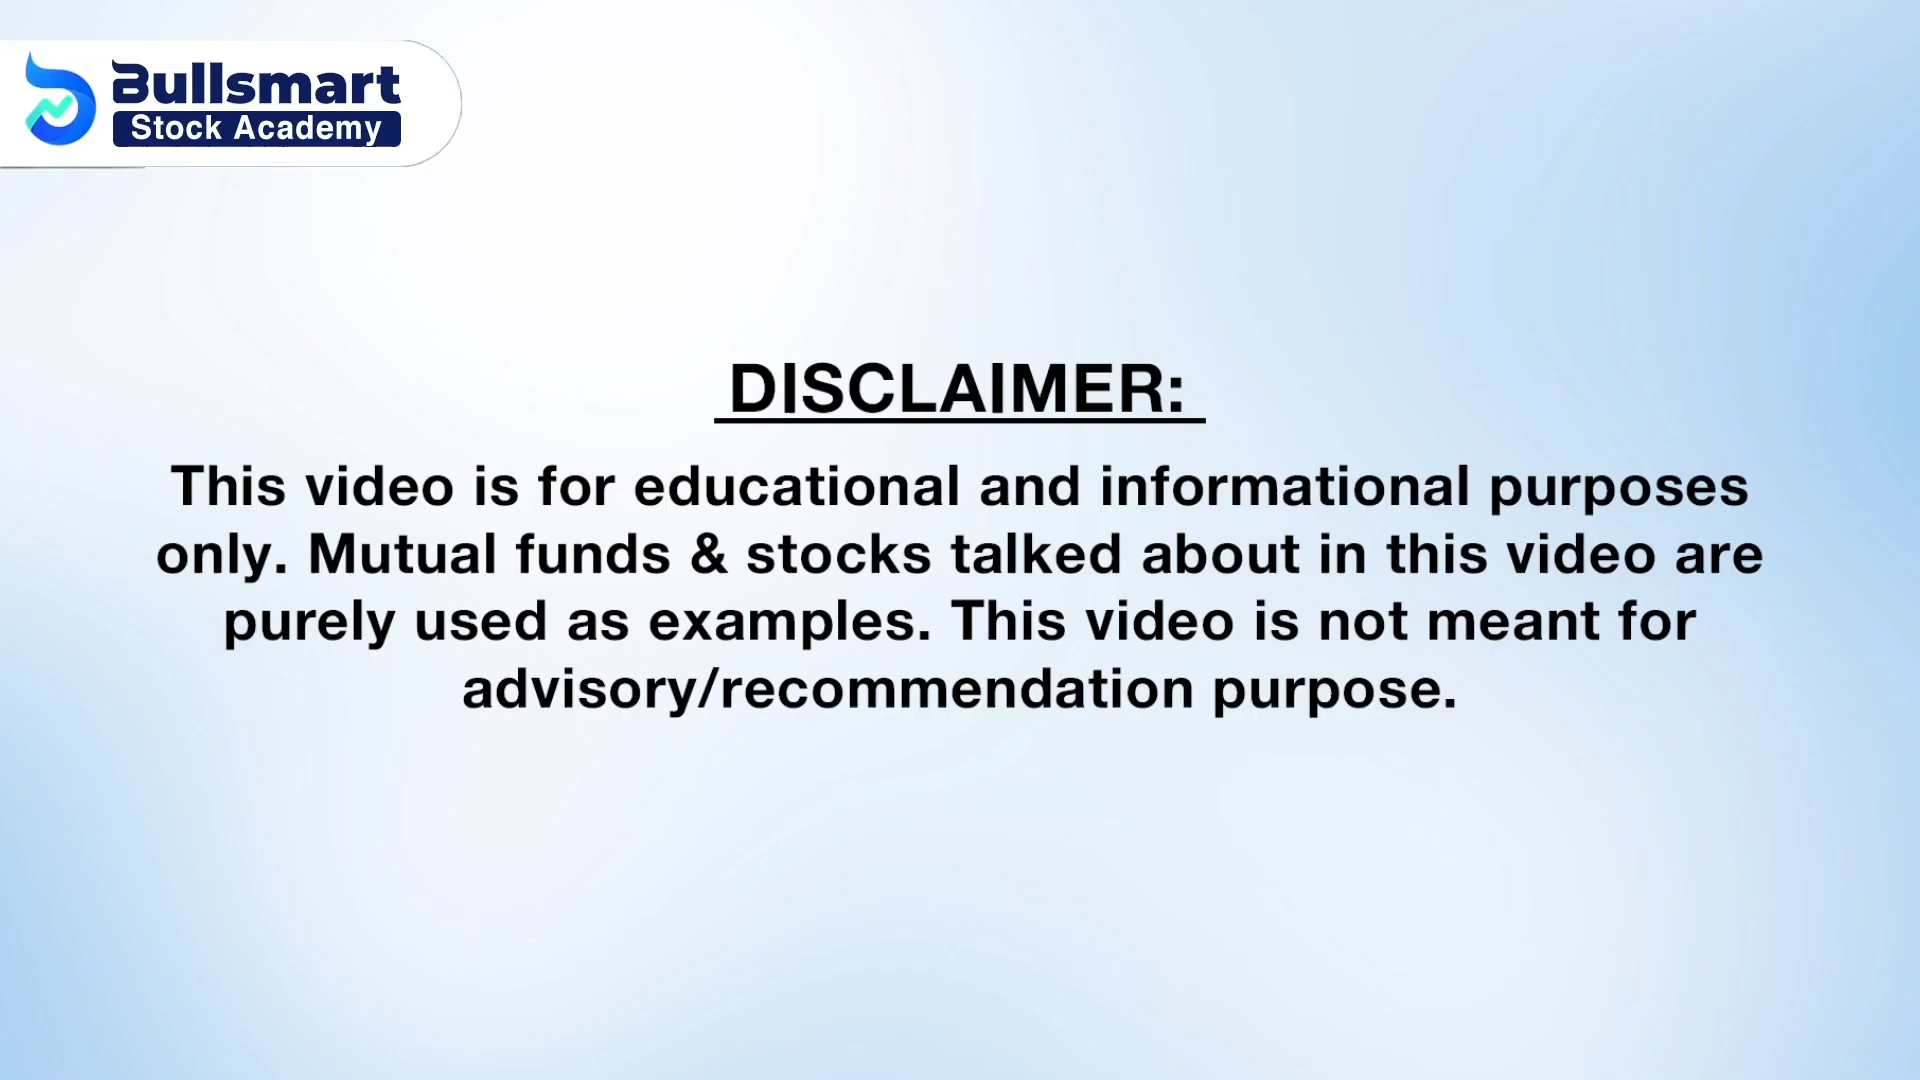 Bullsmart
Stock Academy
DISCLAIMER:
This video is for educational and informational purposes
only. Mutual funds & stocks talked about in this video are
purely used as examples. This video is not meant for
advisory/recommendation purpose.